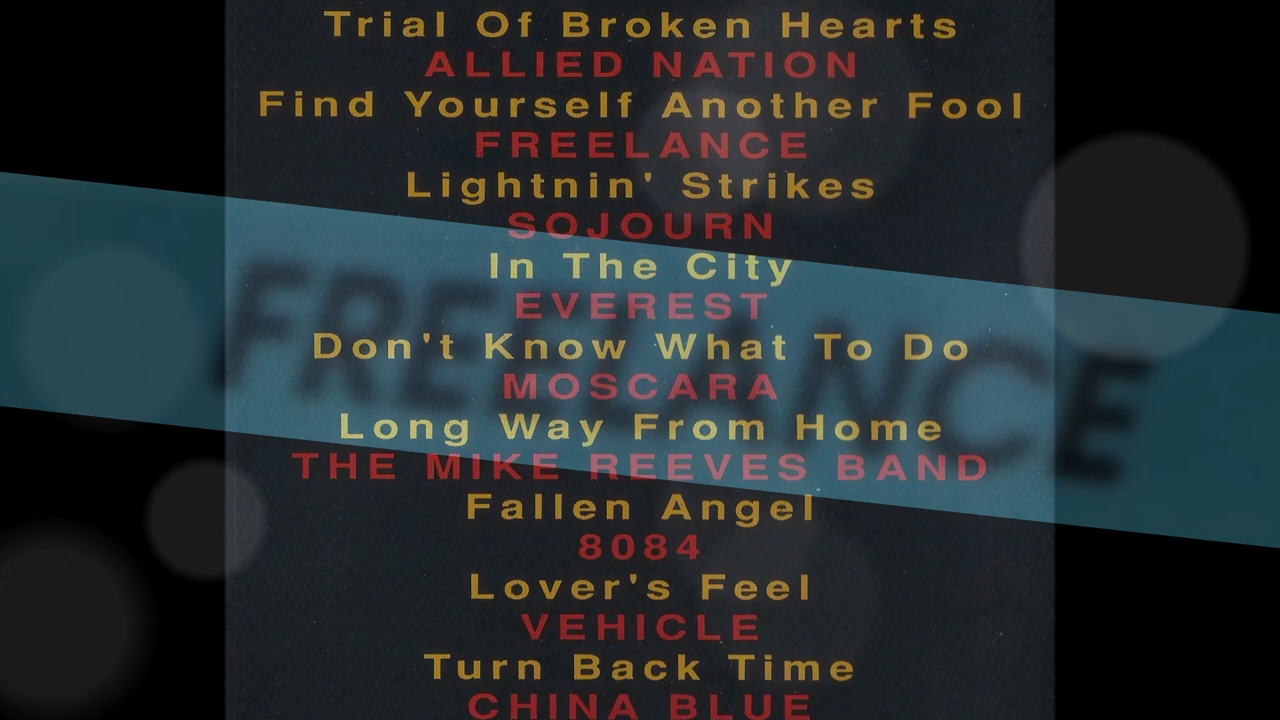 Trial Of Broken Hearts
ALLIED NATION
Find Yourself Another Fool
FREELANCE
Lightnin' Strikes
SOJOURN
In The City
EVEREST
FREELANCE
Don't Know What To Do
MOSCARA
Long Way From Home
THE MIKE REEVES BAND
Fallen Angel
8084
Lover's Feel
VEHICLE
Turn Back Time
CHINA BLUE